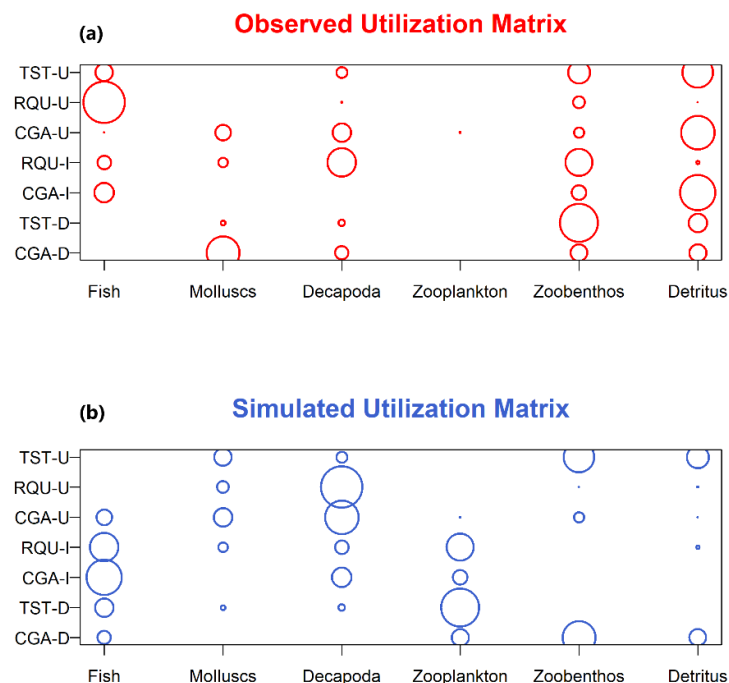 (a) Observed Utilization Matrix
TST-U
RQU-U
CGA-U
RQU-I
CGA-I
TST-D
CGA-D
Fish Molluscs Decapoda Zooplankton Zoobenthos Detritus
(b) Simulated Utilization Matrix
TST-U
RQU-U
CGA-U
RQU-I
CGA-I
TST-D
CGA-D
Fish Molluscs Decapoda Zooplankton Zoobenthos Detritus